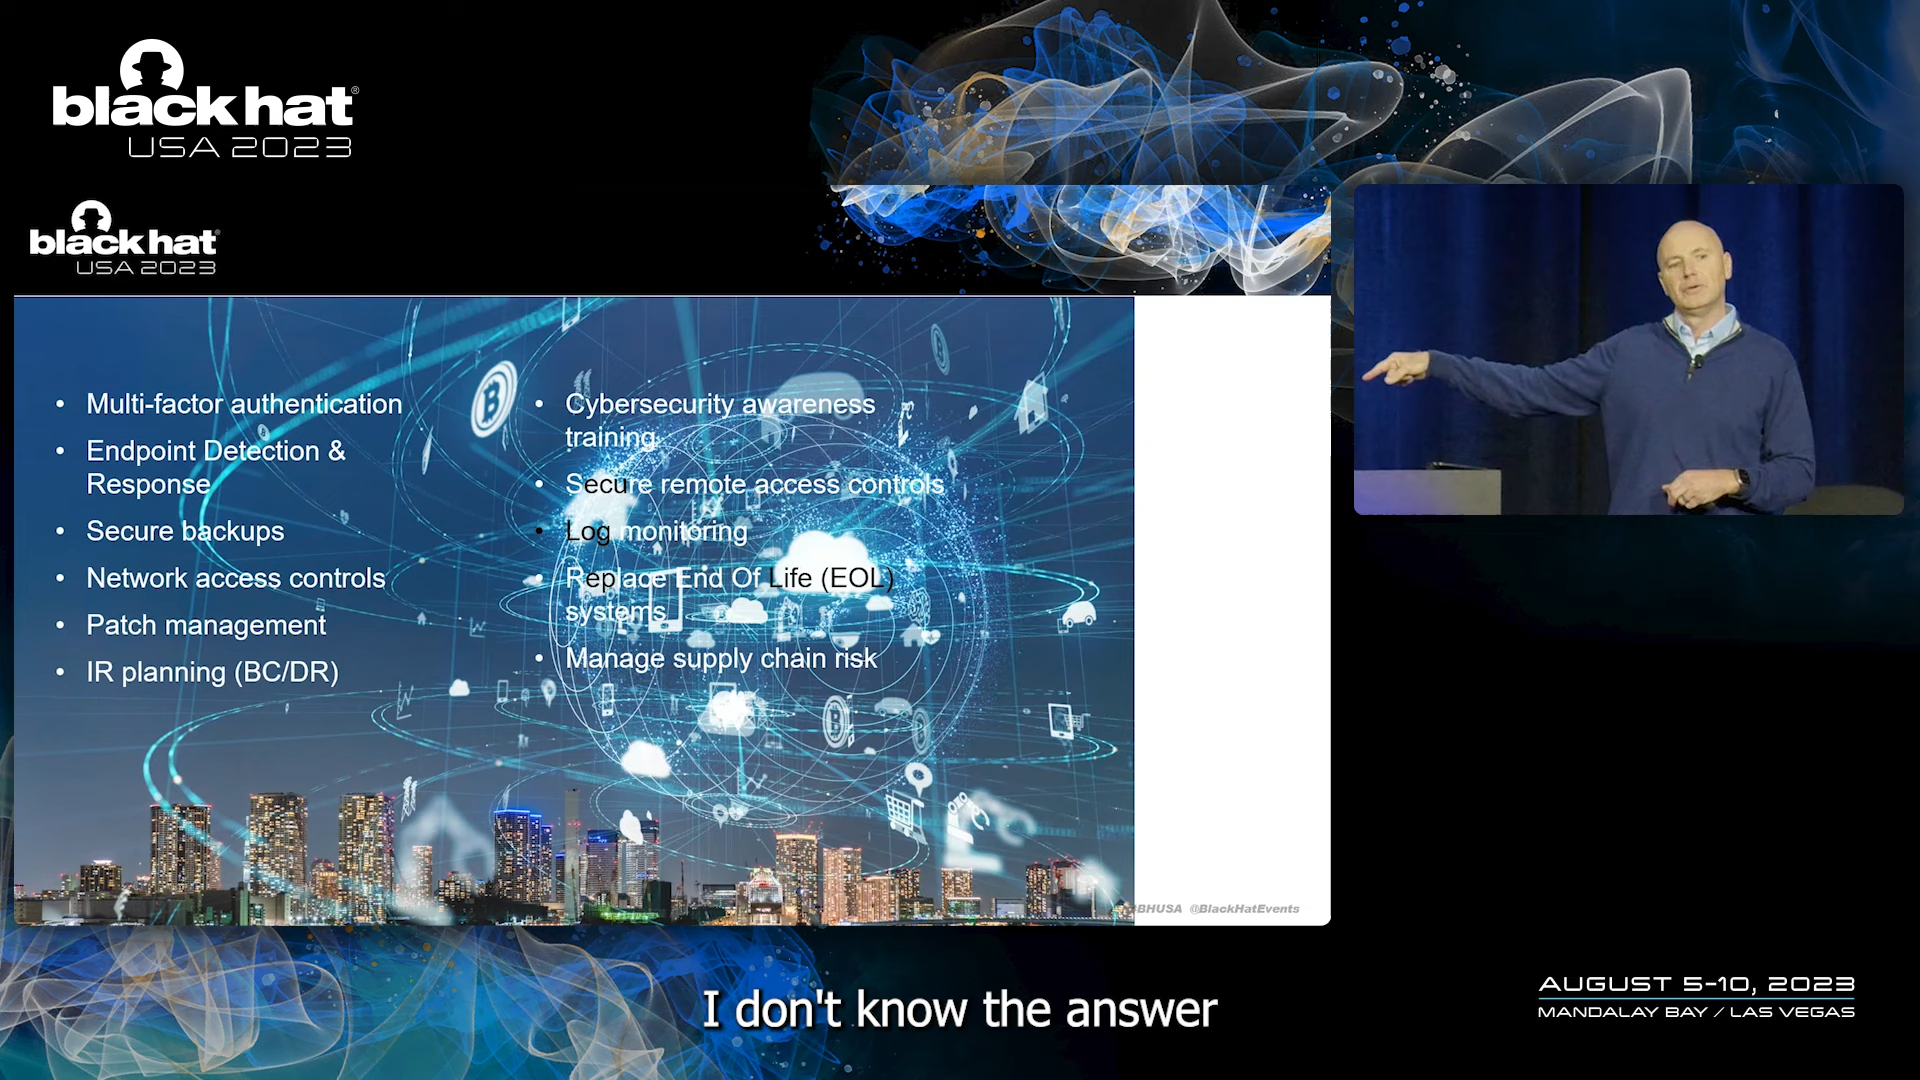 black hat®
USA 2023
black hat®
USA 2023
• Multi-factor authentication
• Endpoint Detection &
Response
• Secure backups
• Network access controls
• Patch management
• IR planning (BC/DR)
• Cybersecurity awareness
training
• Secure remote access controls
• Log monitoring
• Replace End Of Life (EOL)
systems
• Manage supply chain risk
#BHUSA @BlackHatEvents
I don't know the answer
AUGUST 5-10, 2023
MANDALAY BAY / LAS VEGAS